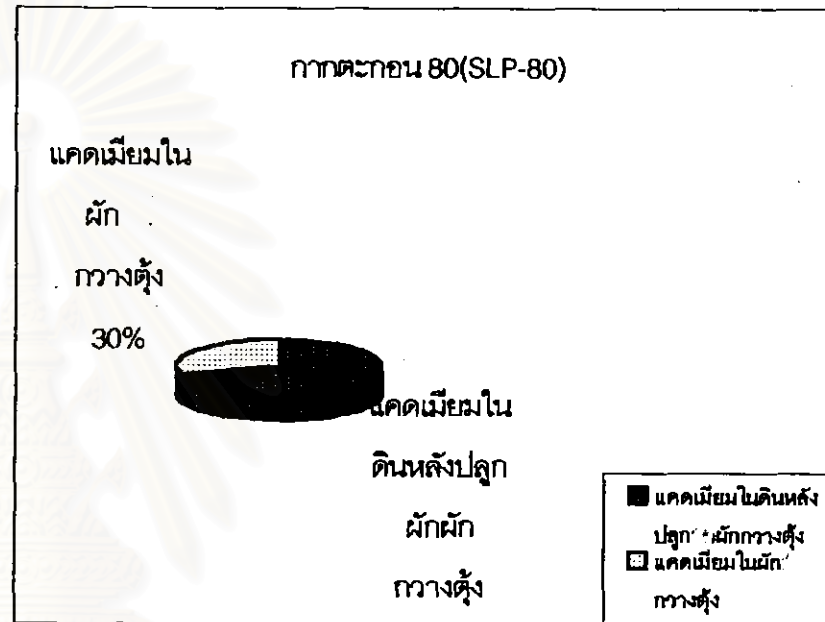 กากตะกอน 80(SLP-80)
แคดเมียมใน
ผัก
กวางตุ้ง
30%
แคดเมียมใน
ดินหลังปลูก
ผักผัก
กวางตุ้ง
แคดเมียมในดินหลัง
ปลูก ผักกวางตุ้ง
แคดเมียมในผัก
กวางตุ้ง